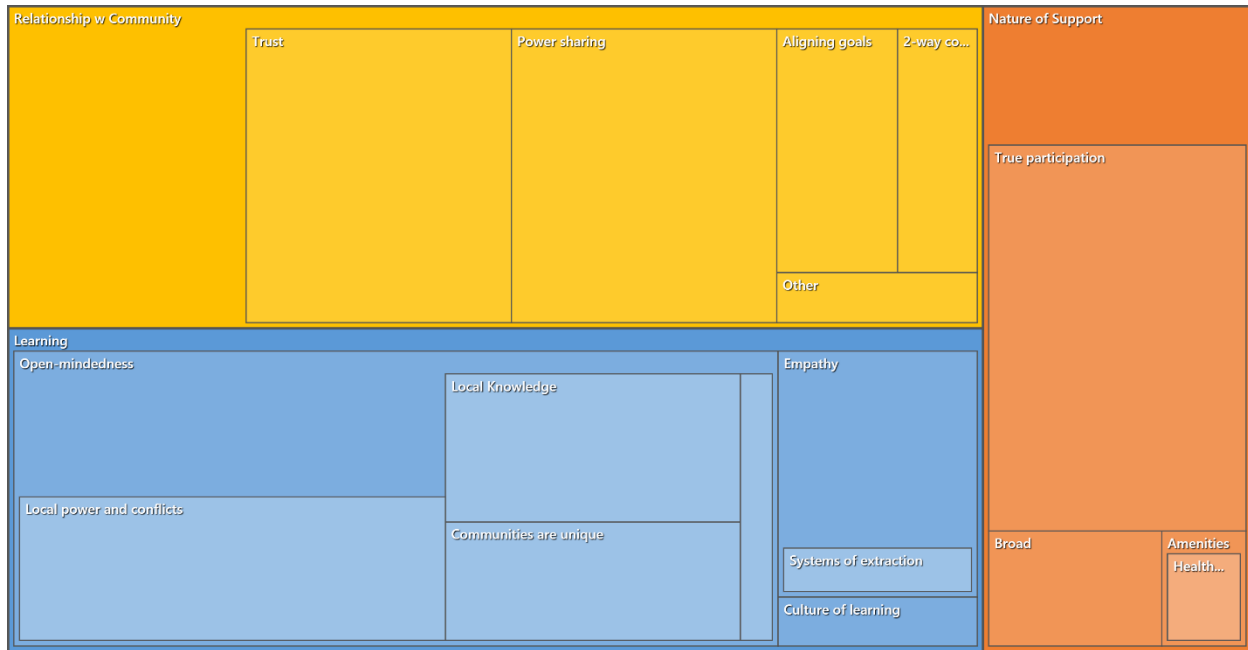 Relationship w Community
Trust
Power sharing
Aligning goals
2-way co...
Other
Learning
Open-mindedness
Local Knowledge
Local power and conflicts
Communities are unique
Empathy
Systems of extraction
Culture of learning
Nature of Support
True participation
Broad
Amenities
Health...